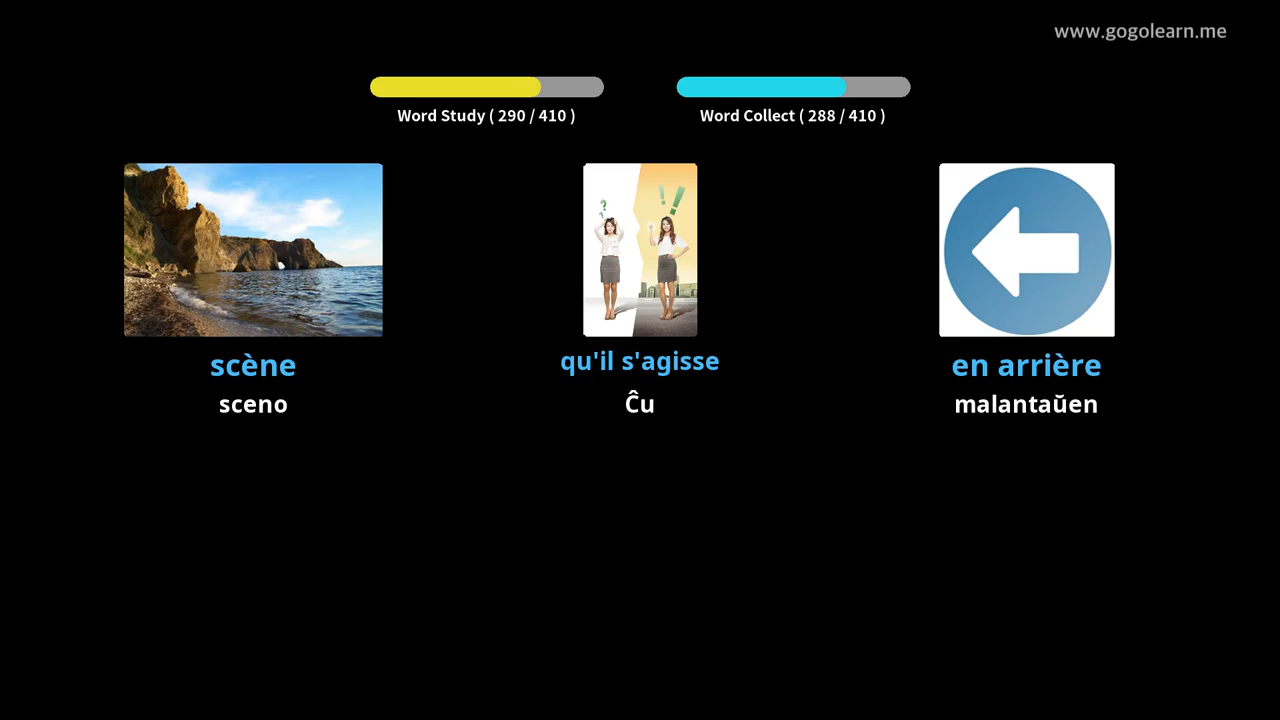 www.gogolearn.me
Word Study ( 290 / 410 )
Word Collect ( 288 / 410 )
scène
qu'il s'agisse
en arrière
sceno
Ĉu
malantaŭen